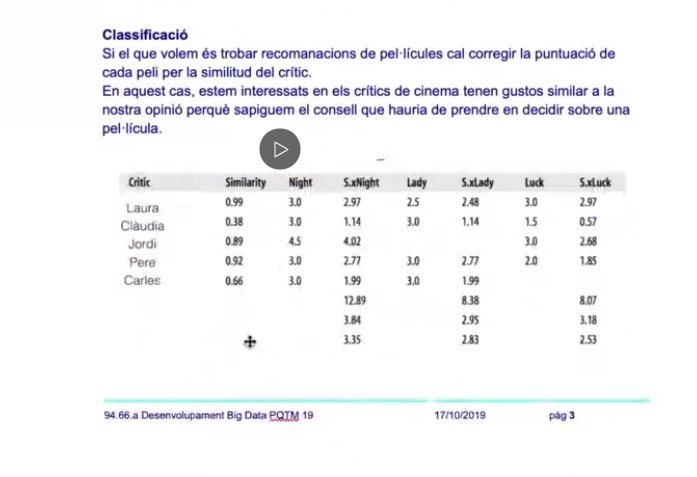 Classificació
Si el que volem és trobar recomanacions de pel·lícules cal corregir la puntuació de
cada peli per la similitud del crític.
En aquest cas, estem interessats en els crítics de cinema tenen gustos similar a la
nostra opinió perquè sapiguem el consell que hauria de prendre en decidir sobre una
pel·lícula.
Critic Similarity Night S.xNight Lady S.xLady Luck S.xLuck
Laura 0.99 3.0 2.97 2.5 2.48 3.0 2.97
Clàudia 0.38 3.0 1.14 3.0 1.14 1.5 0.57
Jordi 0.89 4.5 4.02 3.0 2.68
Pere 0.92 3.0 2.77 3.0 2.77 2.0 1.85
Carles 0.66 3.0 1.99 3.0 1.99
12.89 8.38 8.07
3.84 2.95 3.18
3.35 2.83 2.53
94.66.a Desenvolupament Big Data PQTM 19 17/10/2019 pàg 3